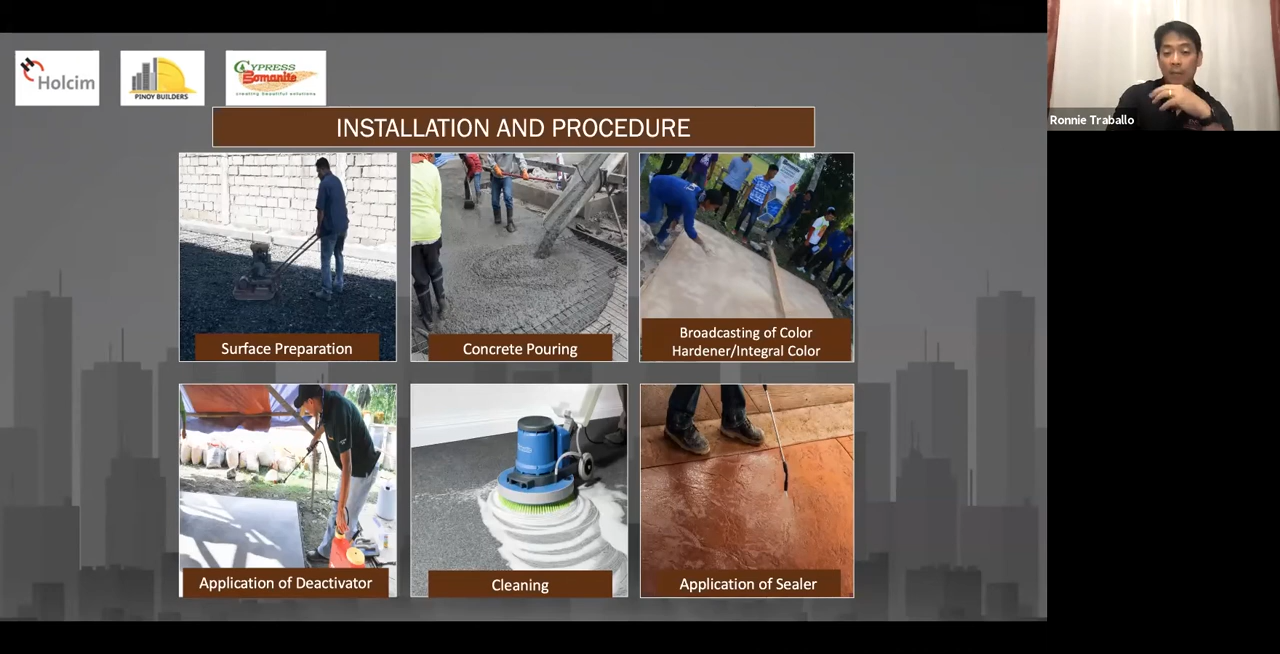 Holcim
PINOY BUILDERS
CYPRESS
Bomanite
creating beautiful solutions
Ronnie Traballo
INSTALLATION AND PROCEDURE
Surface Preparation
Concrete Pouring
Broadcasting of Color
Hardener/Integral Color
Application of Deactivator
Cleaning
Application of Sealer